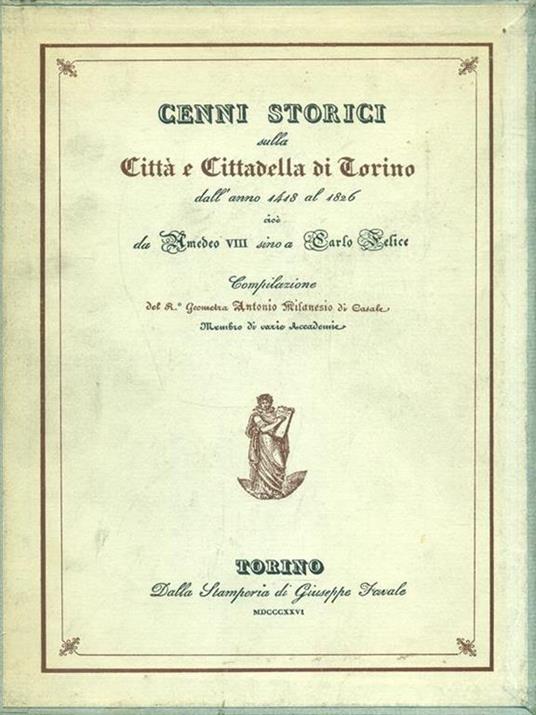 CENNI STORICI
sulla
Città e Cittadella di Torino
dall'anno 1418 al 1826
cioè
da Amedeo VIII sino a Carlo Felice
Compilazione
del R.º Geometra Antonio Milanesio di Casale
Membro di varie Accademie
TORINO
Dalla Stamperia di Giuseppe Favale
MDCCCXXVI